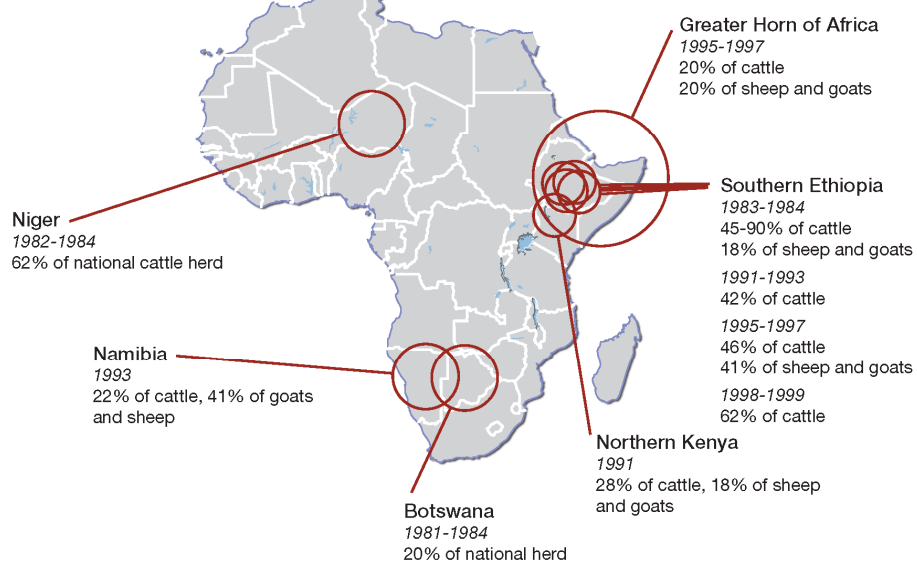 Greater Horn of Africa
1995-1997
20% of cattle
20% of sheep and goats
Southern Ethiopia
1983-1984
45-90% of cattle
18% of sheep and goats
1991-1993
42% of cattle
1995-1997
46% of cattle
41% of sheep and goats
1998-1999
62% of cattle
Niger
1982-1984
62% of national cattle herd
Namibia
1993
22% of cattle, 41% of goats
and sheep
Northern Kenya
1991
28% of cattle, 18% of sheep
and goats
Botswana
1981-1984
20% of national herd